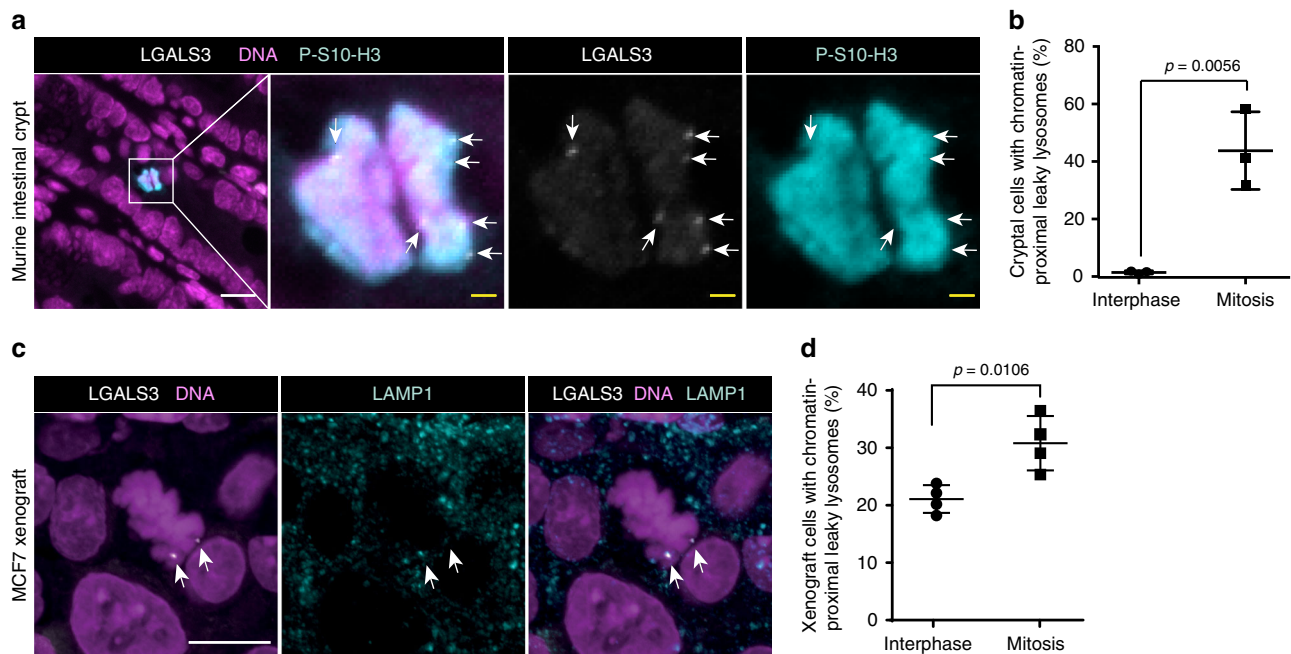 a
LGALS3 DNA P-S10-H3
LGALS3
P-S10-H3
Murine intestinal crypt
b
Cryptal cells with chromatin-
proximal leaky lysosomes (%)
80
60
40
20
0
p = 0.0056
Interphase
Mitosis
c
LGALS3 DNA
LAMP1
LGALS3 DNA LAMP1
MCF7 xenograft
d
Xenograft cells with chromatin-
proximal leaky lysosomes (%)
40
30
20
10
0
p = 0.0106
Interphase
Mitosis